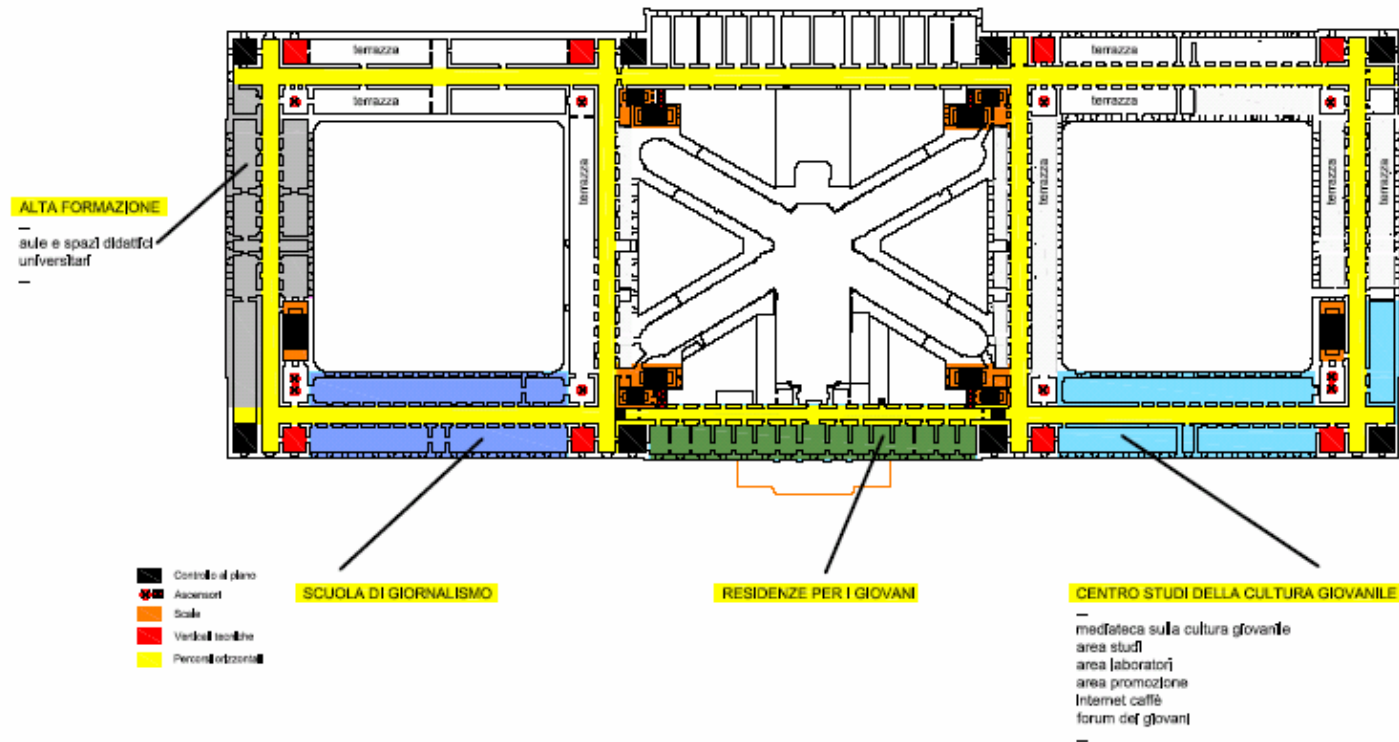 terrazza
terrazza
terrazza
terrazza
terrazza
terrazza
terrazza
terrazza
ALTA FORMAZIONE
–
aule e spazi didattici
universitari
–
Controllo al piano
Ascensori
Scale
Verticali tecniche
Percorsi orizzontali
SCUOLA DI GIORNALISMO
RESIDENZE PER I GIOVANI
CENTRO STUDI DELLA CULTURA GIOVANILE
–
mediateca sulla cultura giovanile
area studi
area laboratori
area promozione
Internet caffè
forum dei giovani
–